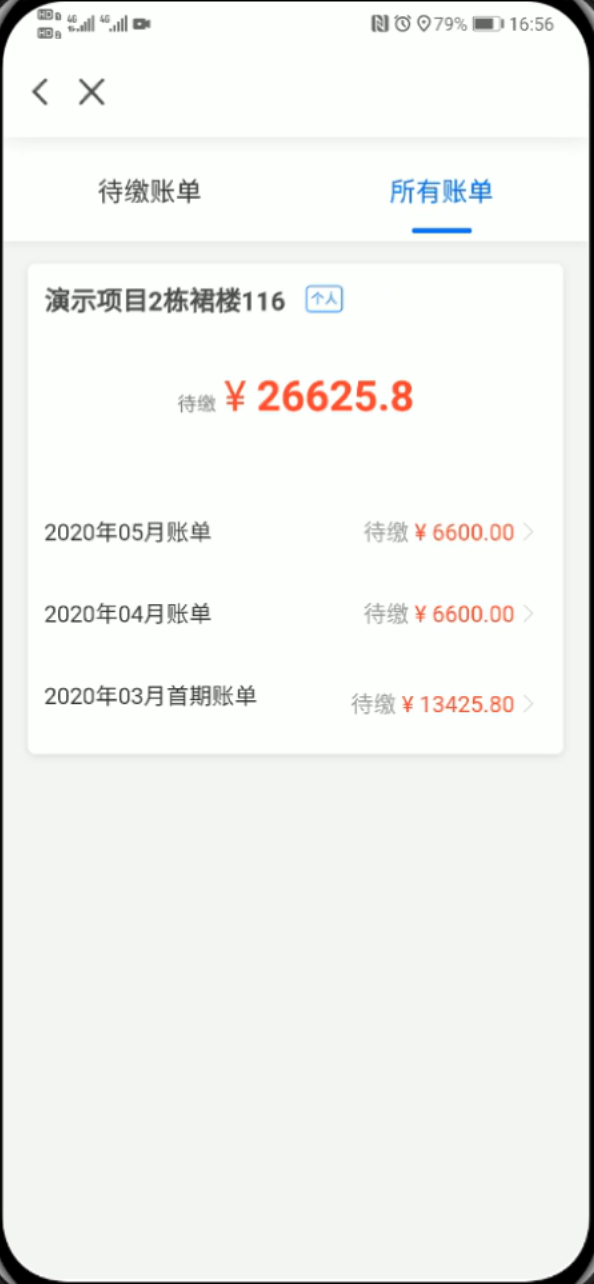 79% 16:56
待缴账单 所有账单
演示项目2栋裙楼116 个人
待缴 ¥ 26625.8
2020年05月账单 待缴 ¥ 6600.00
2020年04月账单 待缴 ¥ 6600.00
2020年03月首期账单 待缴 ¥ 13425.80